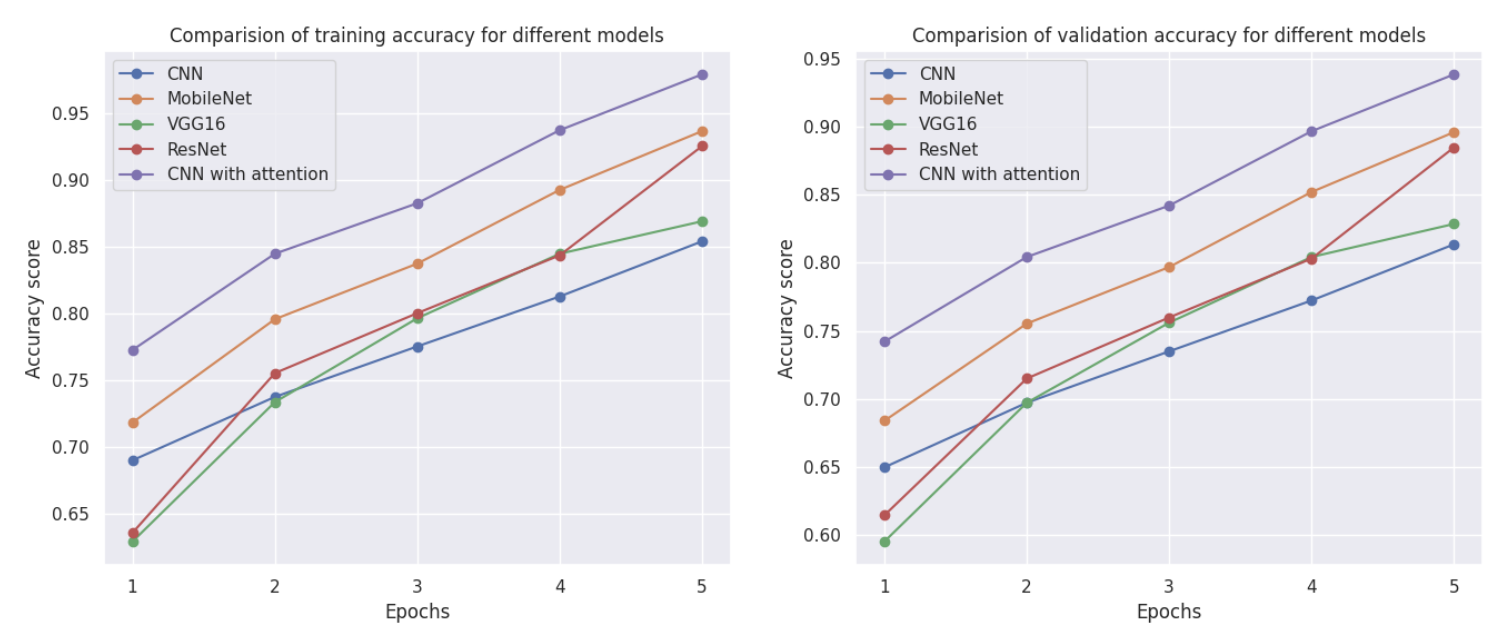 Comparision of training accuracy for different models
CNN
MobileNet
VGG16
ResNet
CNN with attention
0.95
0.90
0.85
0.80
0.75
0.70
0.65
Accuracy score
1 2 3 4 5
Epochs
Comparision of validation accuracy for different models
CNN
MobileNet
VGG16
ResNet
CNN with attention
0.95
0.90
0.85
0.80
0.75
0.70
0.65
0.60
Accuracy score
1 2 3 4 5
Epochs